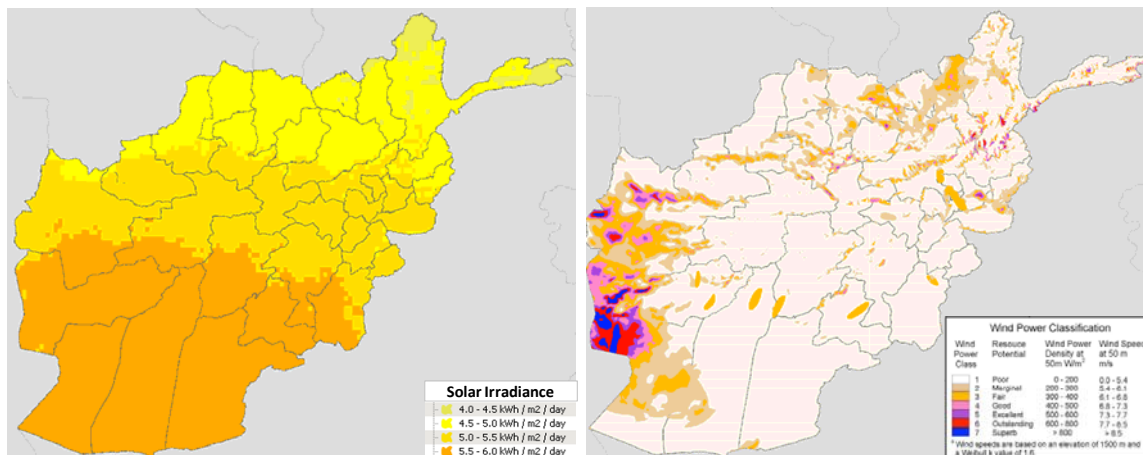 Solar Irradiance
4.0 - 4.5 kWh / m2 / day
4.5 - 5.0 kWh / m2 / day
5.0 - 5.5 kWh / m2 / day
5.5 - 6.0 kWh / m2 / day
Wind Power Classification
Wind Resouce Wind Power Wind Speed
Power Potential Density at at 50 m
Class 50m W/m² m/s
1 Poor 0 - 200 0.0 - 5.4
2 Marginal 200 - 300 5.4 - 6.1
3 Fair 300 - 400 6.1 - 6.8
4 Good 400 - 500 6.8 - 7.3
5 Excellent 500 - 600 7.3 - 7.7
6 Outstanding 600 - 800 7.7 - 8.5
7 Superb > 800 > 8.5
Wind speeds are based on an elevation of 1500 m and
a Weibull k value of 1.6